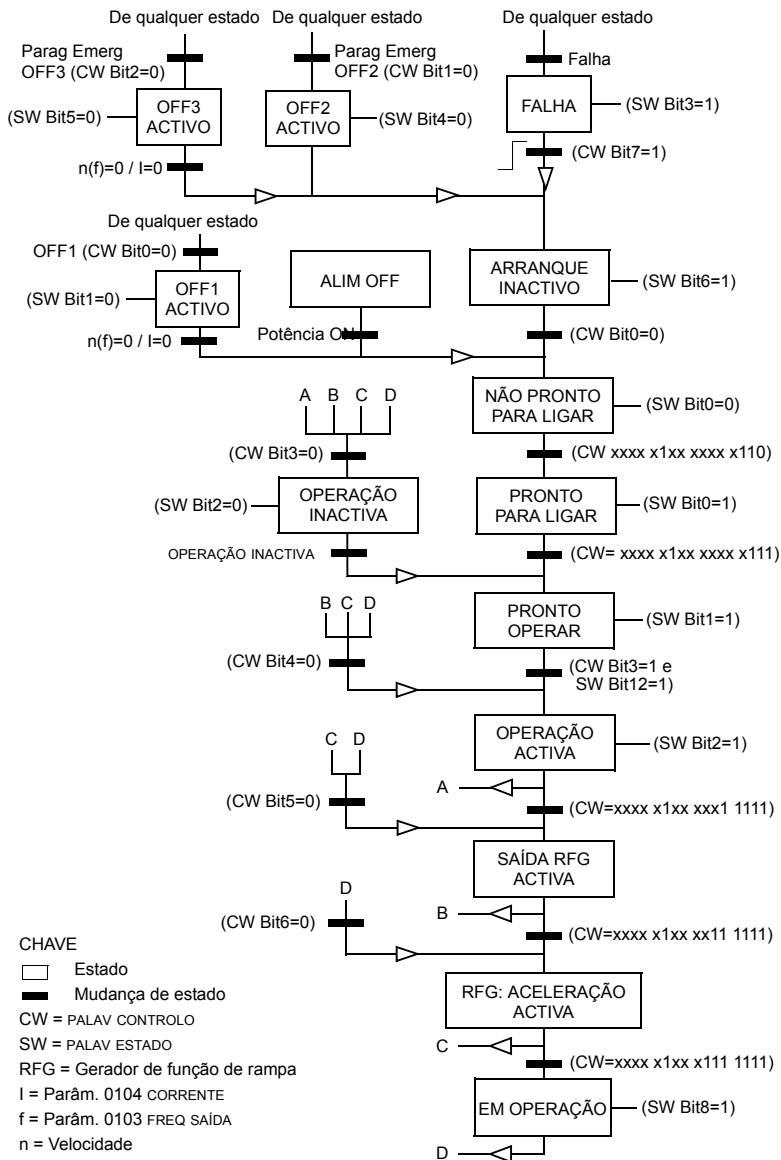 De qualquer estado
De qualquer estado
De qualquer estado
Parag Emerg
OFF3 (CW Bit2=0)
Parag Emerg
OFF2 (CW Bit1=0)
Falha
(SW Bit5=0)
OFF3
ACTIVO
OFF2
ACTIVO
(SW Bit4=0)
FALHA
(SW Bit3=1)
n(f)=0 / I=0
(CW Bit7=1)
De qualquer estado
OFF1 (CW Bit0=0)
(SW Bit1=0)
OFF1
ACTIVO
ALIM OFF
ARRANQUE
INACTIVO
(SW Bit6=1)
n(f)=0 / I=0
Potência ON
(CW Bit0=0)
A B C D
NÃO PRONTO
PARA LIGAR
(SW Bit0=0)
(CW Bit3=0)
(CW xxxx x1xx xxxx x110)
(SW Bit2=0)
OPERAÇÃO
INACTIVA
PRONTO
PARA LIGAR
(SW Bit0=1)
OPERAÇÃO INACTIVA
(CW= xxxx x1xx xxxx x111)
B C D
PRONTO
OPERAR
(SW Bit1=1)
(CW Bit4=0)
(CW Bit3=1 e
SW Bit12=1)
C D
OPERAÇÃO
ACTIVA
(SW Bit2=1)
A
(CW Bit5=0)
(CW=xxxx x1xx xxx1 1111)
SAÍDA RFG
ACTIVA
D
B
(CW Bit6=0)
(CW=xxxx x1xx xx11 1111)
RFG: ACELERAÇÃO
ACTIVA
C
(CW=xxxx x1xx x111 1111)
EM OPERAÇÃO
(SW Bit8=1)
D
CHAVE
Estado
Mudança de estado
CW = PALAV CONTROLO
SW = PALAV ESTADO
RFG = Gerador de função de rampa
I = Parâm. 0104 CORRENTE
f = Parâm. 0103 FREQ SAÍDA
n = Velocidade